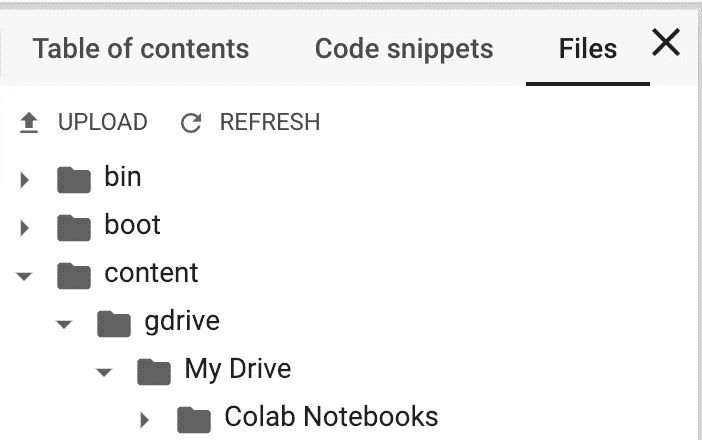 Table of contents Code snippets Files
UPLOAD REFRESH
bin
boot
content
gdrive
My Drive
Colab Notebooks